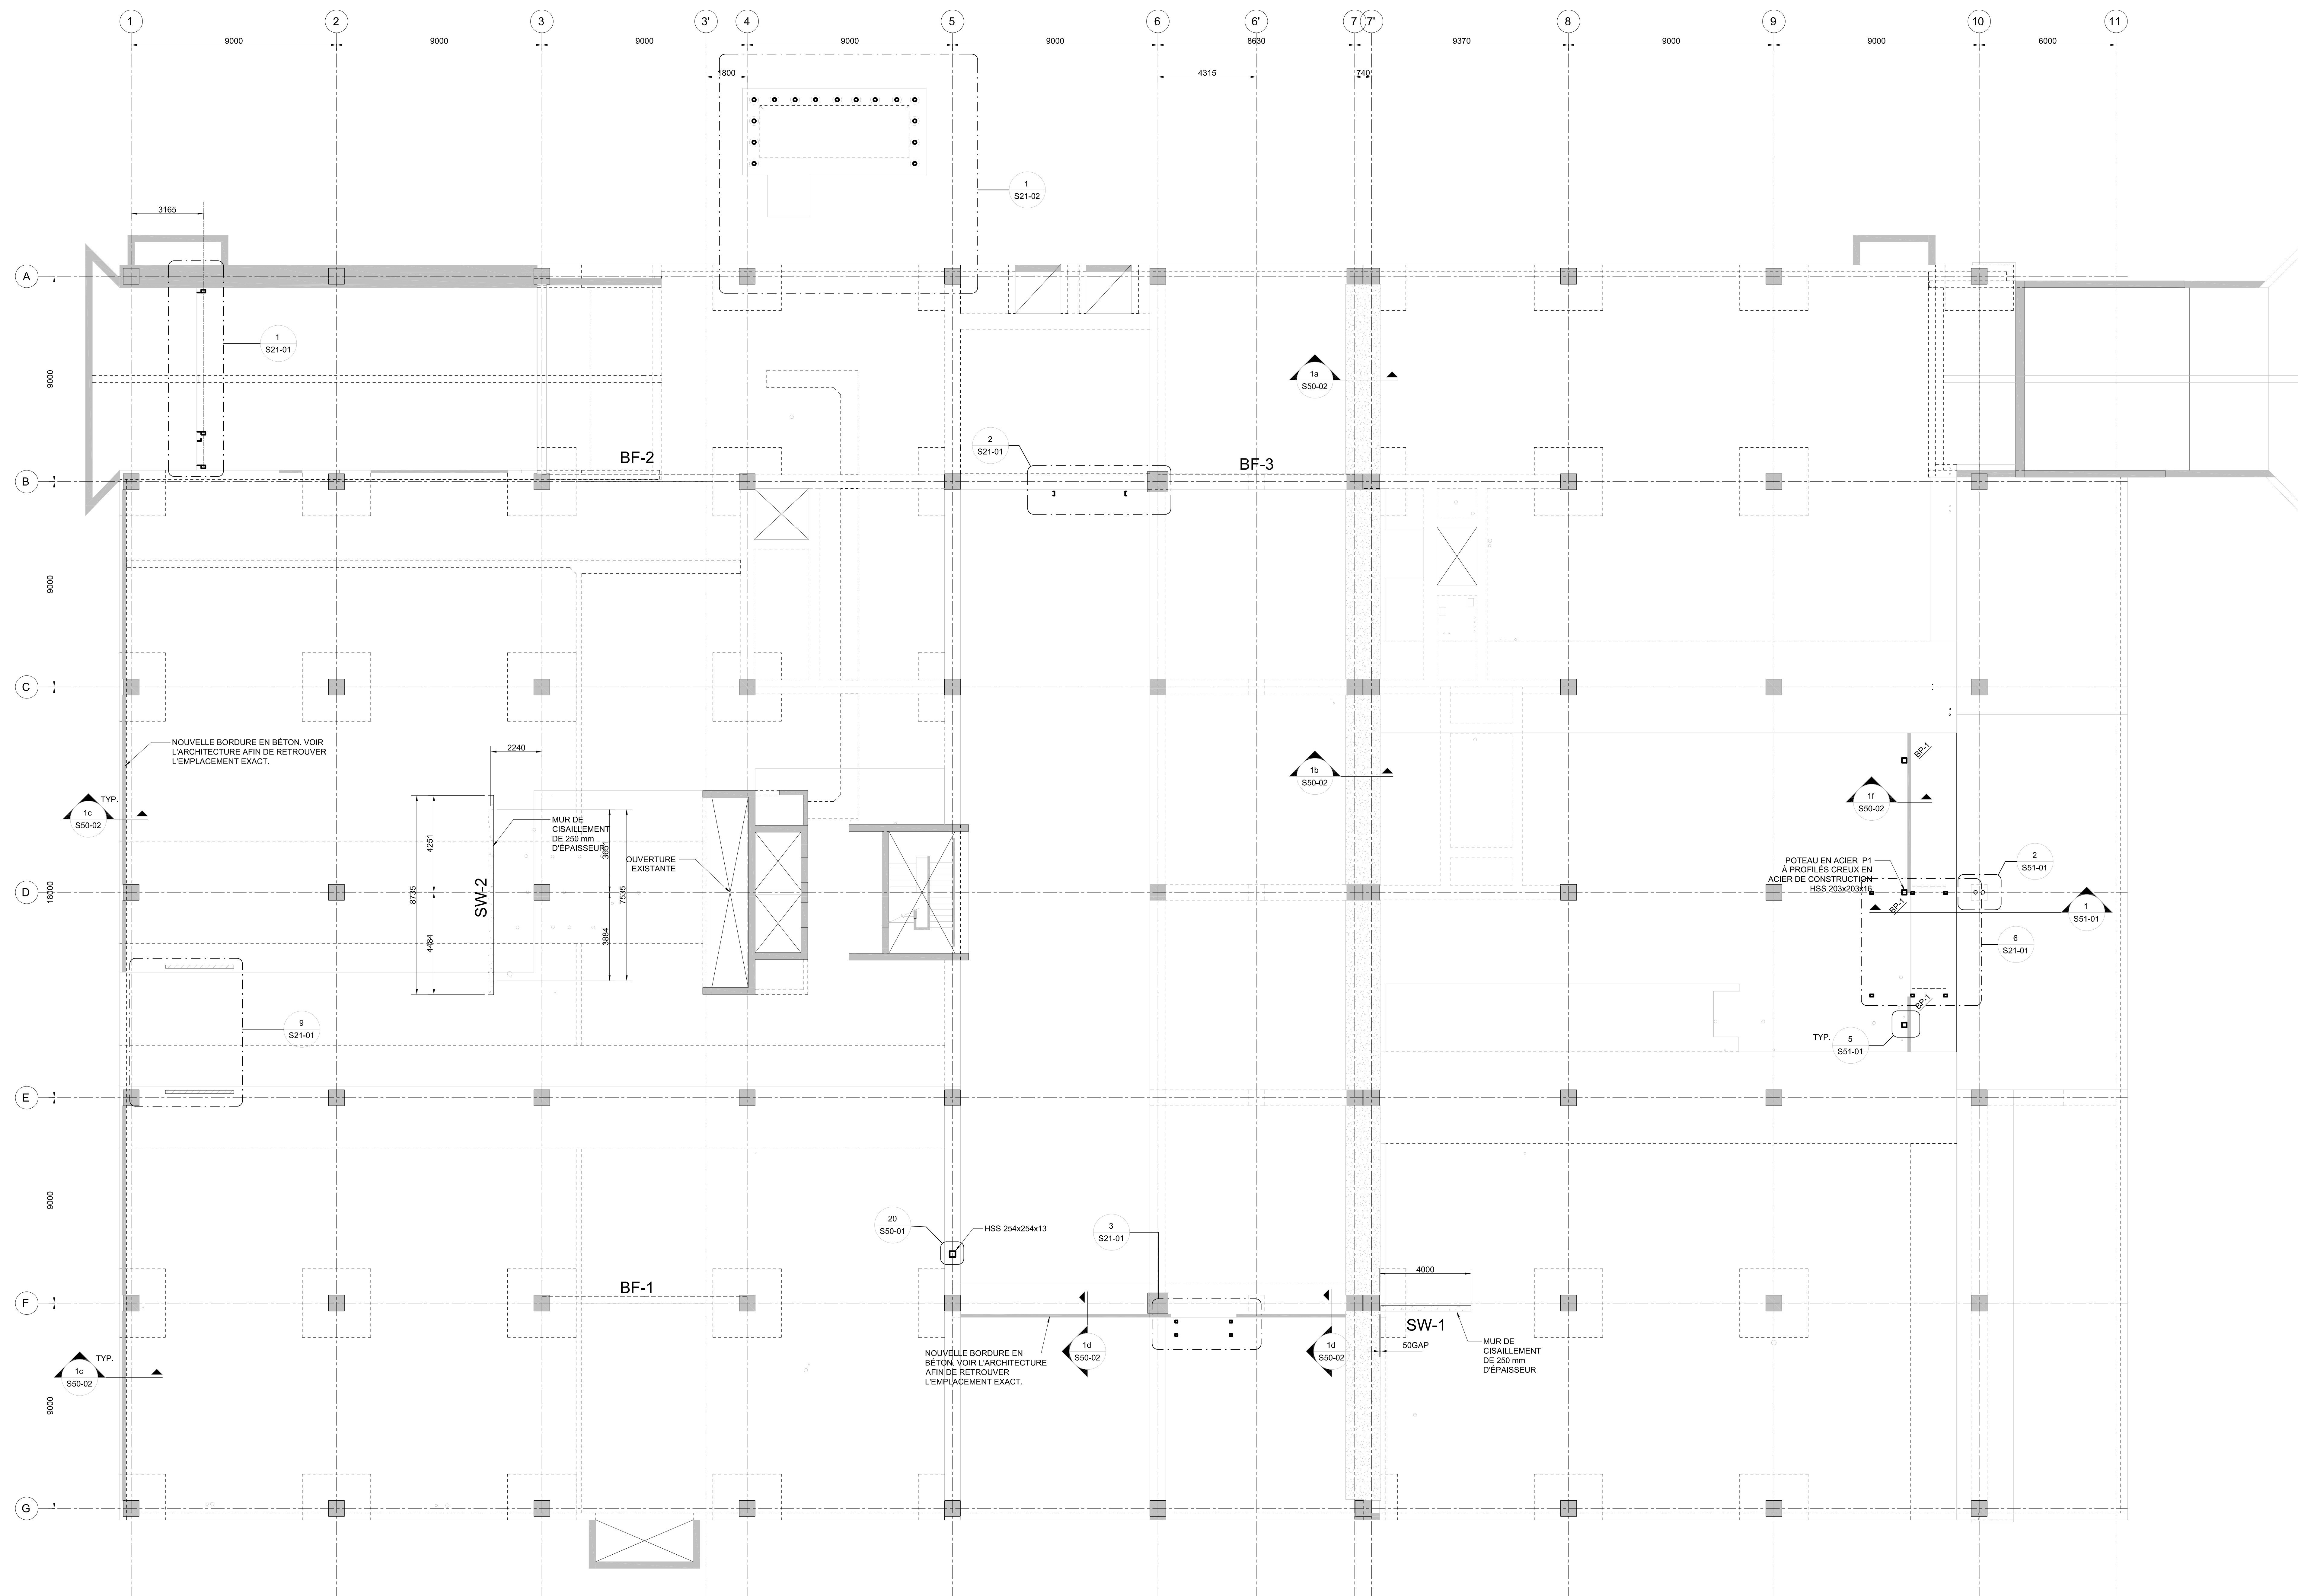 1 2 3 3' 4 5 6 6' 7 7' 8 9 10 11
9000 9000 9000 9000 9000 8630 9370 9000 9000 6000
1800 4315 740
1
S21-02
3165
A
1
S21-01
9000
1a
S50-02
2
S21-01
BF-2
BF-3
B
9000
C
NOUVELLE BORDURE EN BÉTON. VOIR
L'ARCHITECTURE AFIN DE RETROUVER
L'EMPLACEMENT EXACT.
2240
BP-1
1b
S50-02
TYP.
1c
S50-02
1f
S50-02
MUR DE
CISAILLEMENT
DE 250 mm
D'ÉPAISSEUR
4251
3651
OUVERTURE
EXISTANTE
POTEAU EN ACIER P1
À PROFILÉS CREUX EN
ACIER DE CONSTRUCTION
HSS 203x203x16
2
S51-01
D
18000
8735
SW-2
7535
BP-1
1
S51-01
4484
3884
6
S21-01
BP-1
9
S21-01
TYP.
5
S51-01
E
9000
20
S50-01
HSS 254x254x13
3
S21-01
BF-1
4000
F
SW-1
NOUVELLE BORDURE EN
BÉTON. VOIR L'ARCHITECTURE
AFIN DE RETROUVER
L'EMPLACEMENT EXACT.
1d
S50-02
1d
S50-02
50GAP
MUR DE
CISAILLEMENT
DE 250 mm
D'ÉPAISSEUR
TYP.
1c
S50-02
9000
G